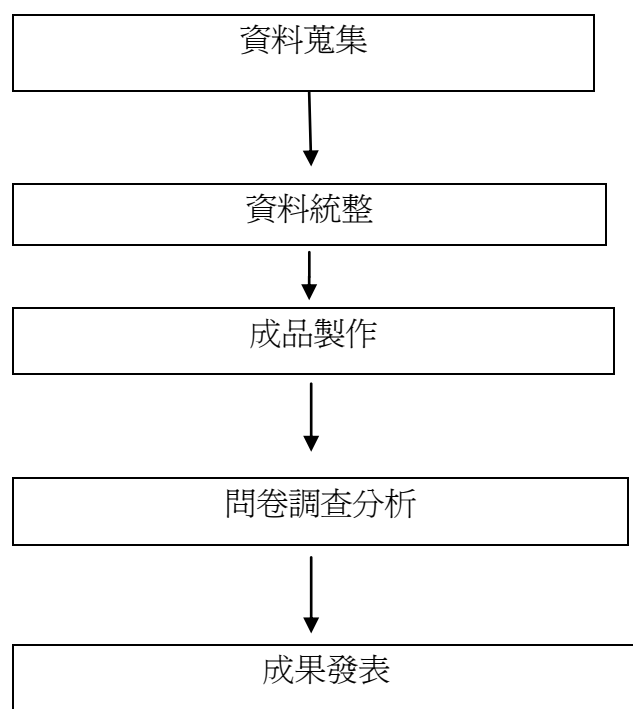 資料蒐集
資料統整
成品製作
問卷調查分析
成果發表